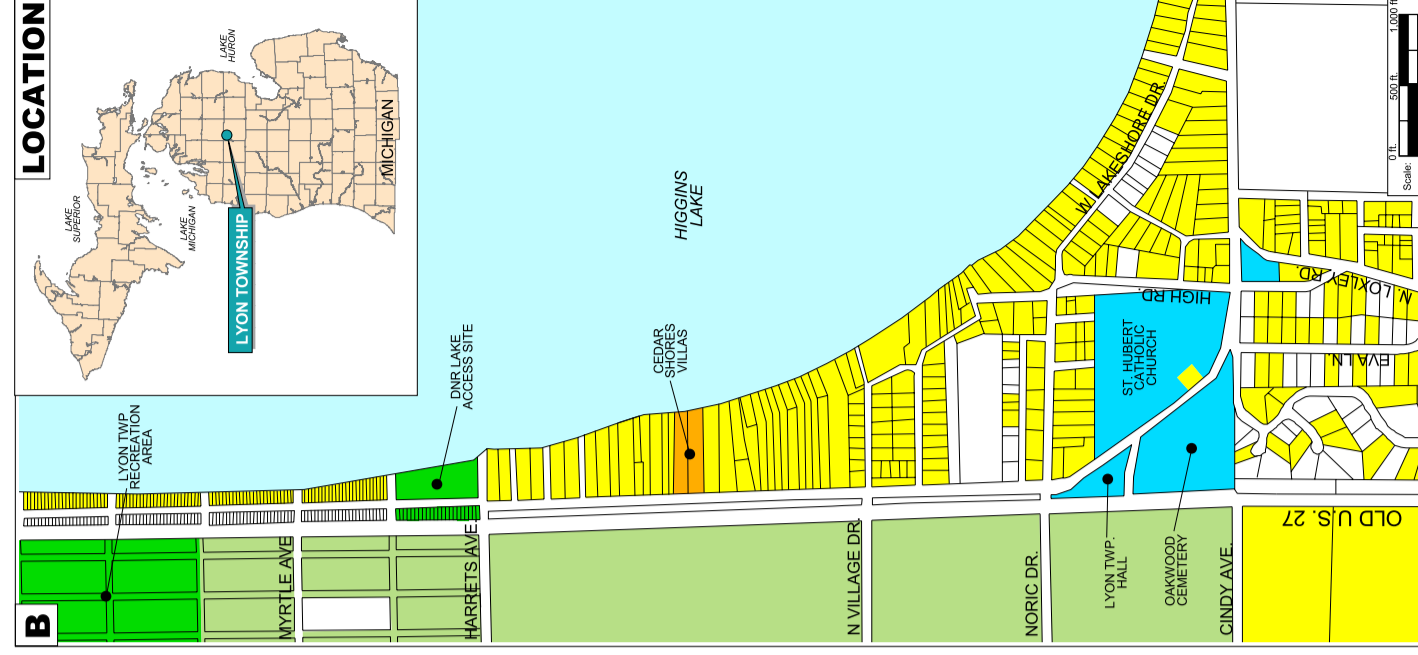 LOCATION
LAKE
SUPERIOR
LAKE
MICHIGAN
LAKE
HURON
LYON TOWNSHIP
MICHIGAN
B
LYON TWP
RECREATION
AREA
DNR LAKE
ACCESS SITE
HIGGINS
LAKE
CEDAR
SHORES
VILLAS
MYRTLE AVE
HARRETS AVE.
N VILLAGE DR.
NORIC DR.
CINDY AVE.
W LAKESHORE DR.
HIGH RD.
ST. HUBERT
CATHOLIC
CHURCH
LYON TWP.
HALL
OAKWOOD
CEMETERY
OLD U.S. 27
EVA LN.
N. LOXLEY RD.
Scale:
0 ft.
500 ft.
1,000 ft.